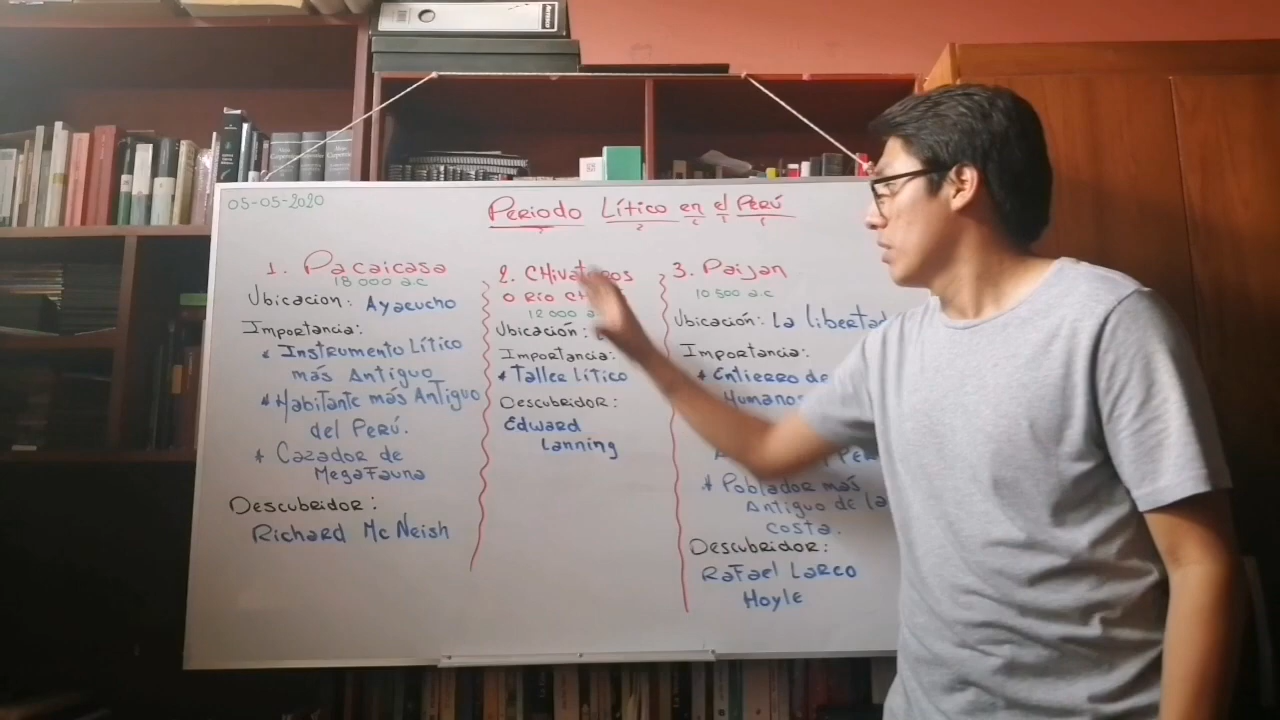 05-05-2020
Periodo Lítico en el Perú
1. Pacaicasa
18 000 a.c
Ubicacion: Ayacucho
Importancia:
* Instrumento Lítico
más Antiguo
* Habitante más Antiguo
del Perú.
* Cazador de
Megafauna
Descubridor:
Richard Mc Neish
2. Chivateros
o Rio Ch
12 000 a
Ubicación:
Importancia:
* Taller Lítico
Descubridor:
Edward
Lanning
3. Paijan
10 500 a.c
Ubicación: La libertad
Importancia:
* Entierro de
Humanos
* Poblador más
Antiguo de la
costa.
Descubridor:
Rafael Larco
Hoyle